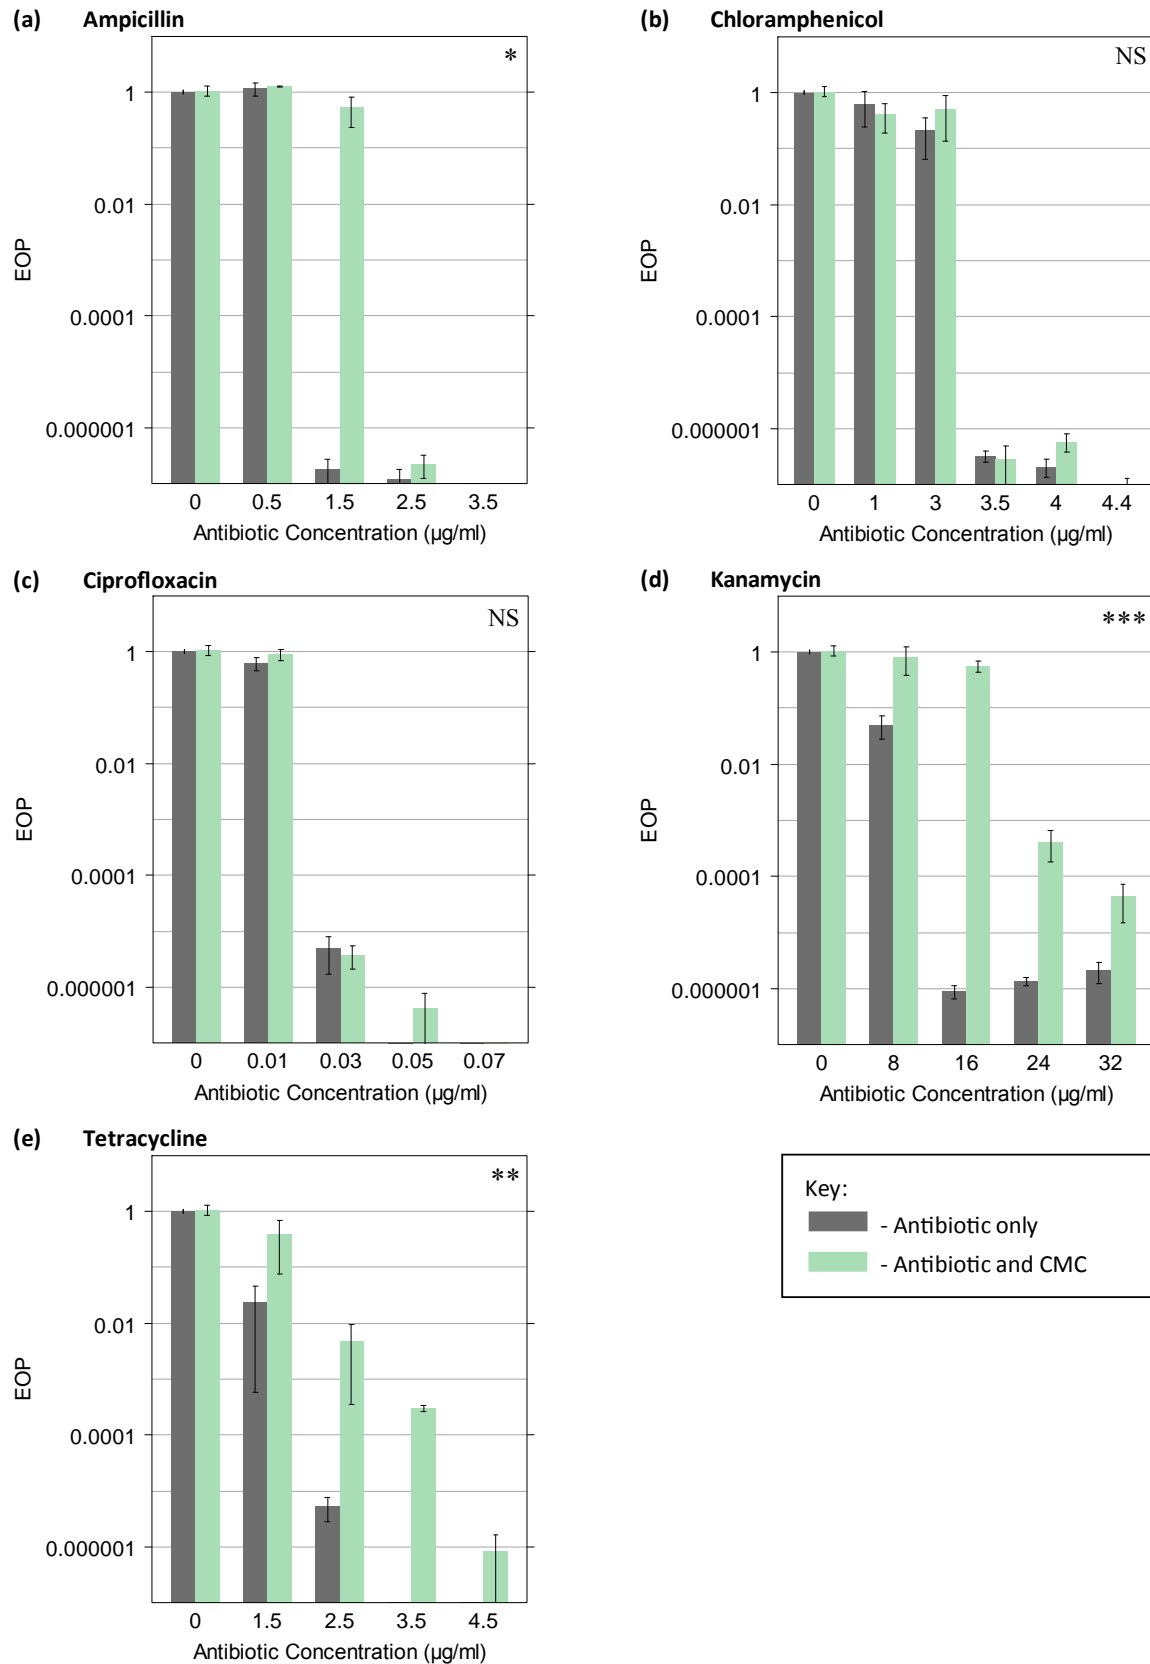 (a) Ampicillin
*
1
0.01
0.0001
0.000001
EOP
0 0.5 1.5 2.5 3.5
Antibiotic Concentration (µg/ml)
(b) Chloramphenicol
NS
1
0.01
0.0001
0.000001
EOP
0 1 3 3.5 4 4.4
Antibiotic Concentration (µg/ml)
(c) Ciprofloxacin
NS
1
0.01
0.0001
0.000001
EOP
0 0.01 0.03 0.05 0.07
Antibiotic Concentration (µg/ml)
(d) Kanamycin
***
1
0.01
0.0001
0.000001
EOP
0 8 16 24 32
Antibiotic Concentration (µg/ml)
(e) Tetracycline
**
1
0.01
0.0001
0.000001
EOP
0 1.5 2.5 3.5 4.5
Antibiotic Concentration (µg/ml)
Key:
- Antibiotic only
- Antibiotic and CMC